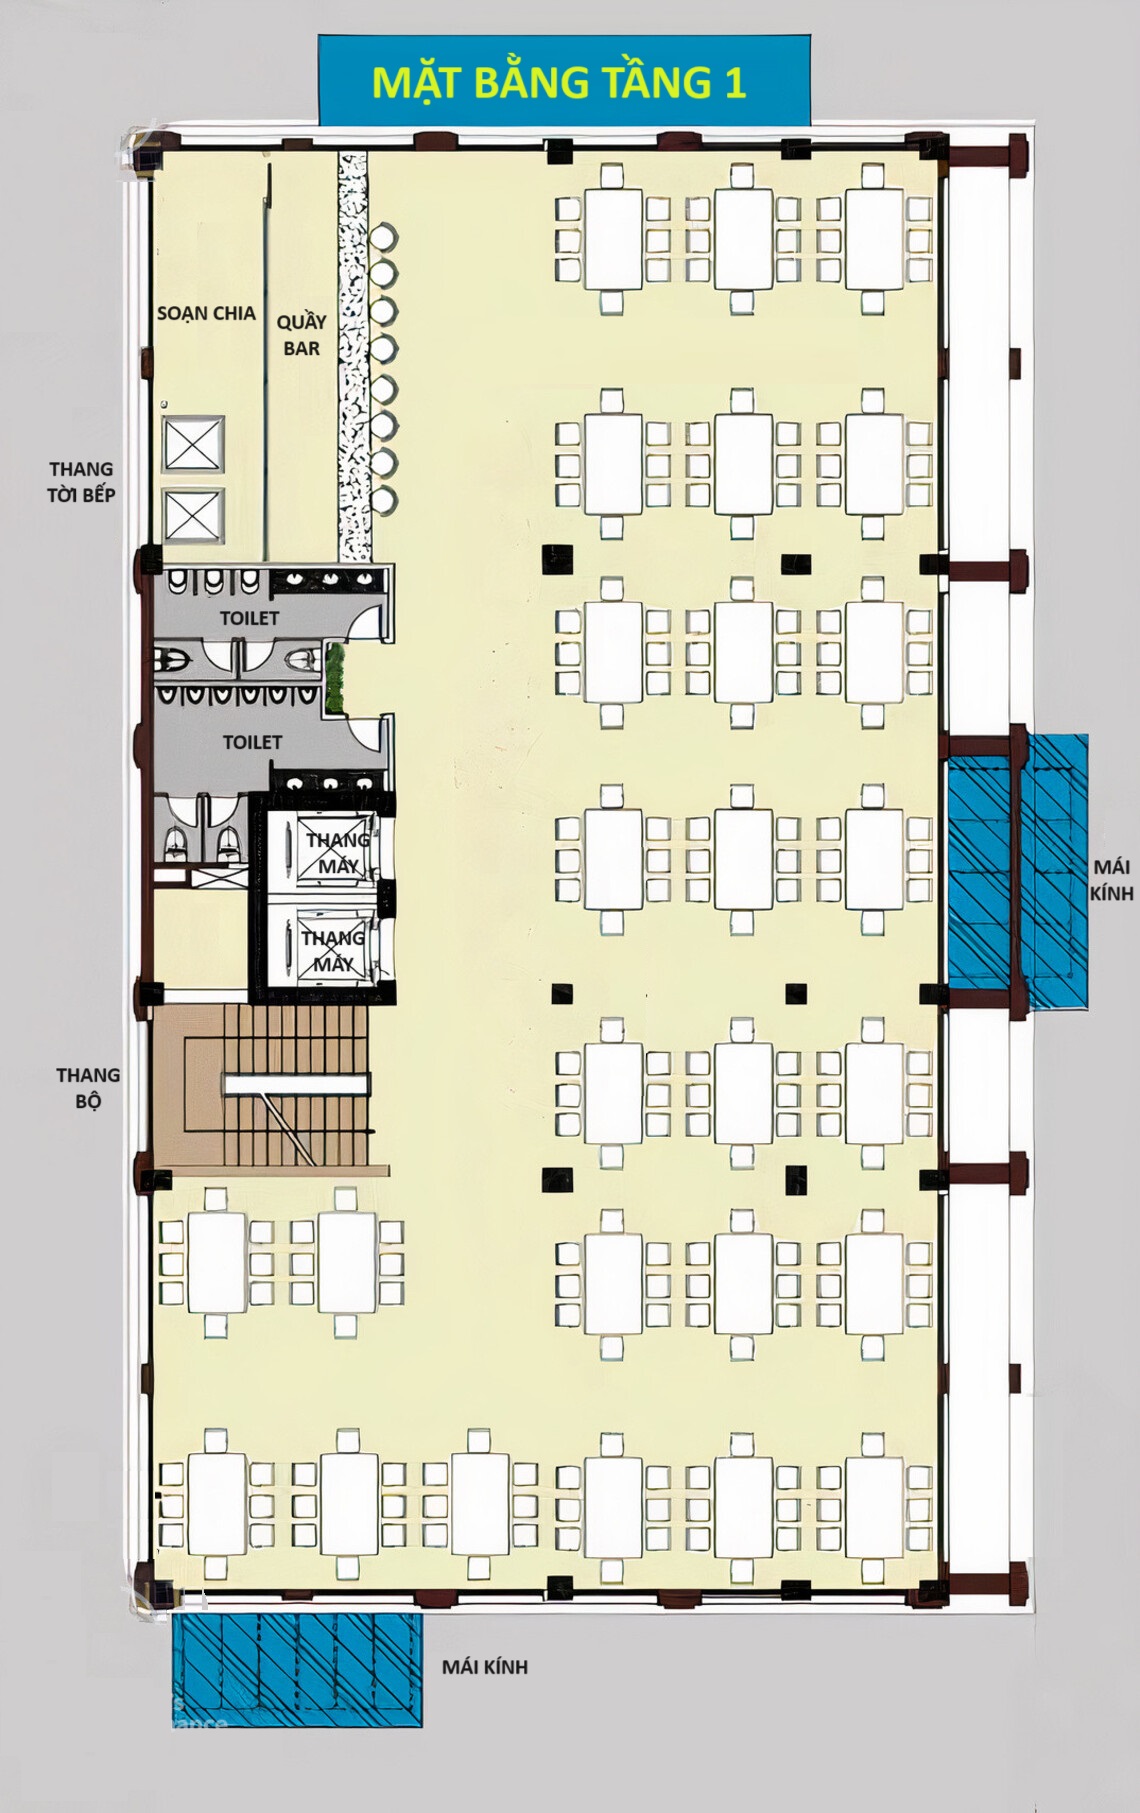 MẶT BẰNG TẦNG 1
SOẠN CHIA
QUẦY
BAR
THANG
TỜI BẾP
TOILET
TOILET
THANG
MÁY
THANG
MÁY
MÁI
KÍNH
THANG
BỘ
MÁI KÍNH